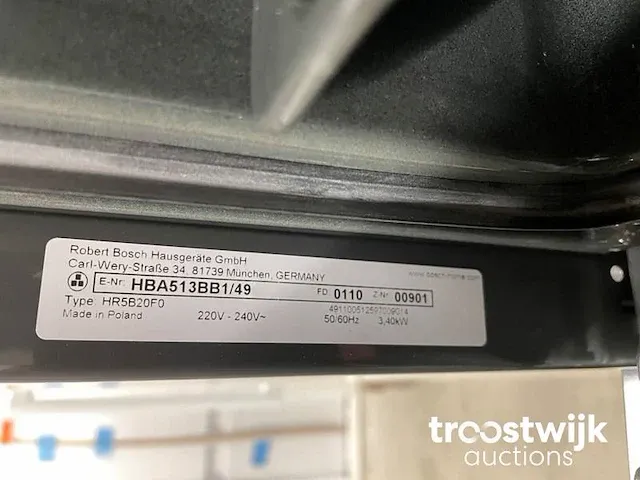 Robert Bosch Hausgeräte GmbH
Carl-Wery-Straße 34, 81739 München, GERMANY
www.bosch-home.com
E-Nr. HBA513BB1/49 FD 0110 Z-Nr. 00901
Type: HR5B20F0
491100512597009014
Made in Poland 220V - 240V~ 50/60Hz 3,40kW
troostwijk
auctions